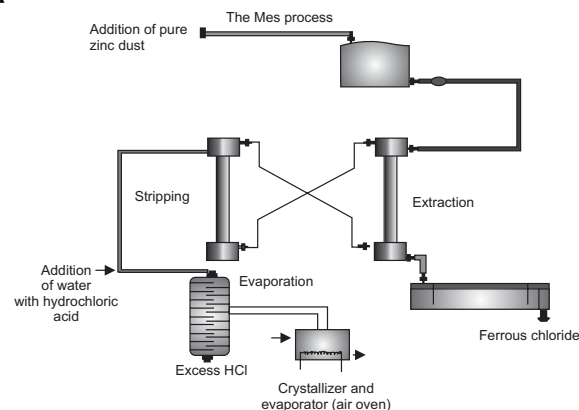 The Mes process
Addition of pure
zinc dust
Stripping
Extraction
Addition
of water
with hydrochloric
acid
Evaporation
Ferrous chloride
Excess HCl
Crystallizer and
evaporator (air oven)